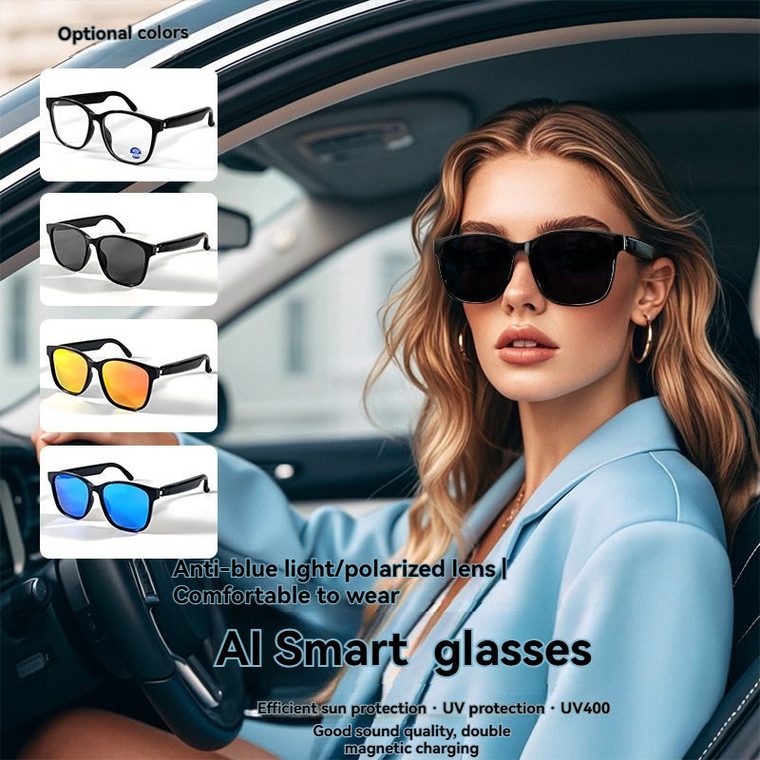 Optional colors
Anti-blue light/polarized lens |
Comfortable to wear
AI Smart glasses
Efficient sun protection · UV protection · UV400
Good sound quality, double
magnetic charging